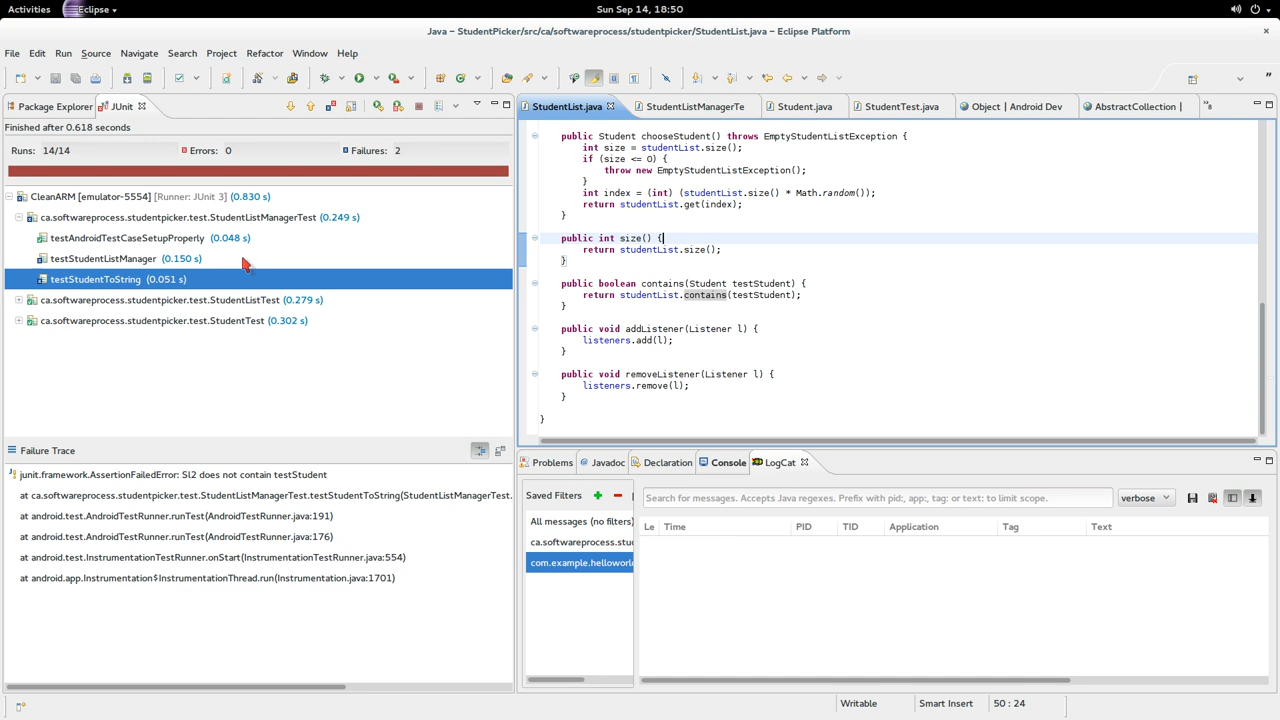 Activities
Eclipse
Sun Sep 14, 18:50
Java – StudentPicker/src/ca/softwareprocess/studentpicker/StudentList.java – Eclipse Platform
File Edit Run Source Navigate Search Project Refactor Window Help
Package Explorer
JUnit
Finished after 0.618 seconds
Runs: 14/14
Errors: 0
Failures: 2
CleanARM [emulator-5554] [Runner: JUnit 3] (0.830 s)
ca.softwareprocess.studentpicker.test.StudentListManagerTest (0.249 s)
testAndroidTestCaseSetupProperly (0.048 s)
testStudentListManager (0.150 s)
testStudentToString (0.051 s)
ca.softwareprocess.studentpicker.test.StudentListTest (0.279 s)
ca.softwareprocess.studentpicker.test.StudentTest (0.302 s)
Failure Trace
junit.framework.AssertionFailedError: Sl2 does not contain testStudent
at ca.softwareprocess.studentpicker.test.StudentListManagerTest.testStudentToString(StudentListManagerTest.
at android.test.AndroidTestRunner.runTest(AndroidTestRunner.java:191)
at android.test.AndroidTestRunner.runTest(AndroidTestRunner.java:176)
at android.test.InstrumentationTestRunner.onStart(InstrumentationTestRunner.java:554)
at android.app.Instrumentation$InstrumentationThread.run(Instrumentation.java:1701)
StudentList.java
StudentListManagerTe
Student.java
StudentTest.java
Object | Android Dev
AbstractCollection |
»8
public Student chooseStudent() throws EmptyStudentListException {
int size = studentList.size();
if (size <= 0) {
throw new EmptyStudentListException();
}
int index = (int) (studentList.size() * Math.random());
return studentList.get(index);
}
public int size() {
return studentList.size();
}
public boolean contains(Student testStudent) {
return studentList.contains(testStudent);
}
public void addListener(Listener l) {
listeners.add(l);
}
public void removeListener(Listener l) {
listeners.remove(l);
}
}
Problems
Javadoc
Declaration
Console
LogCat
Saved Filters
All messages (no filters)
ca.softwareprocess.stu
com.example.helloworl
Search for messages. Accepts Java regexes. Prefix with pid:, app:, tag: or text: to limit scope.
verbose
Le Time PID TID Application Tag Text
Writable
Smart Insert
50 : 24